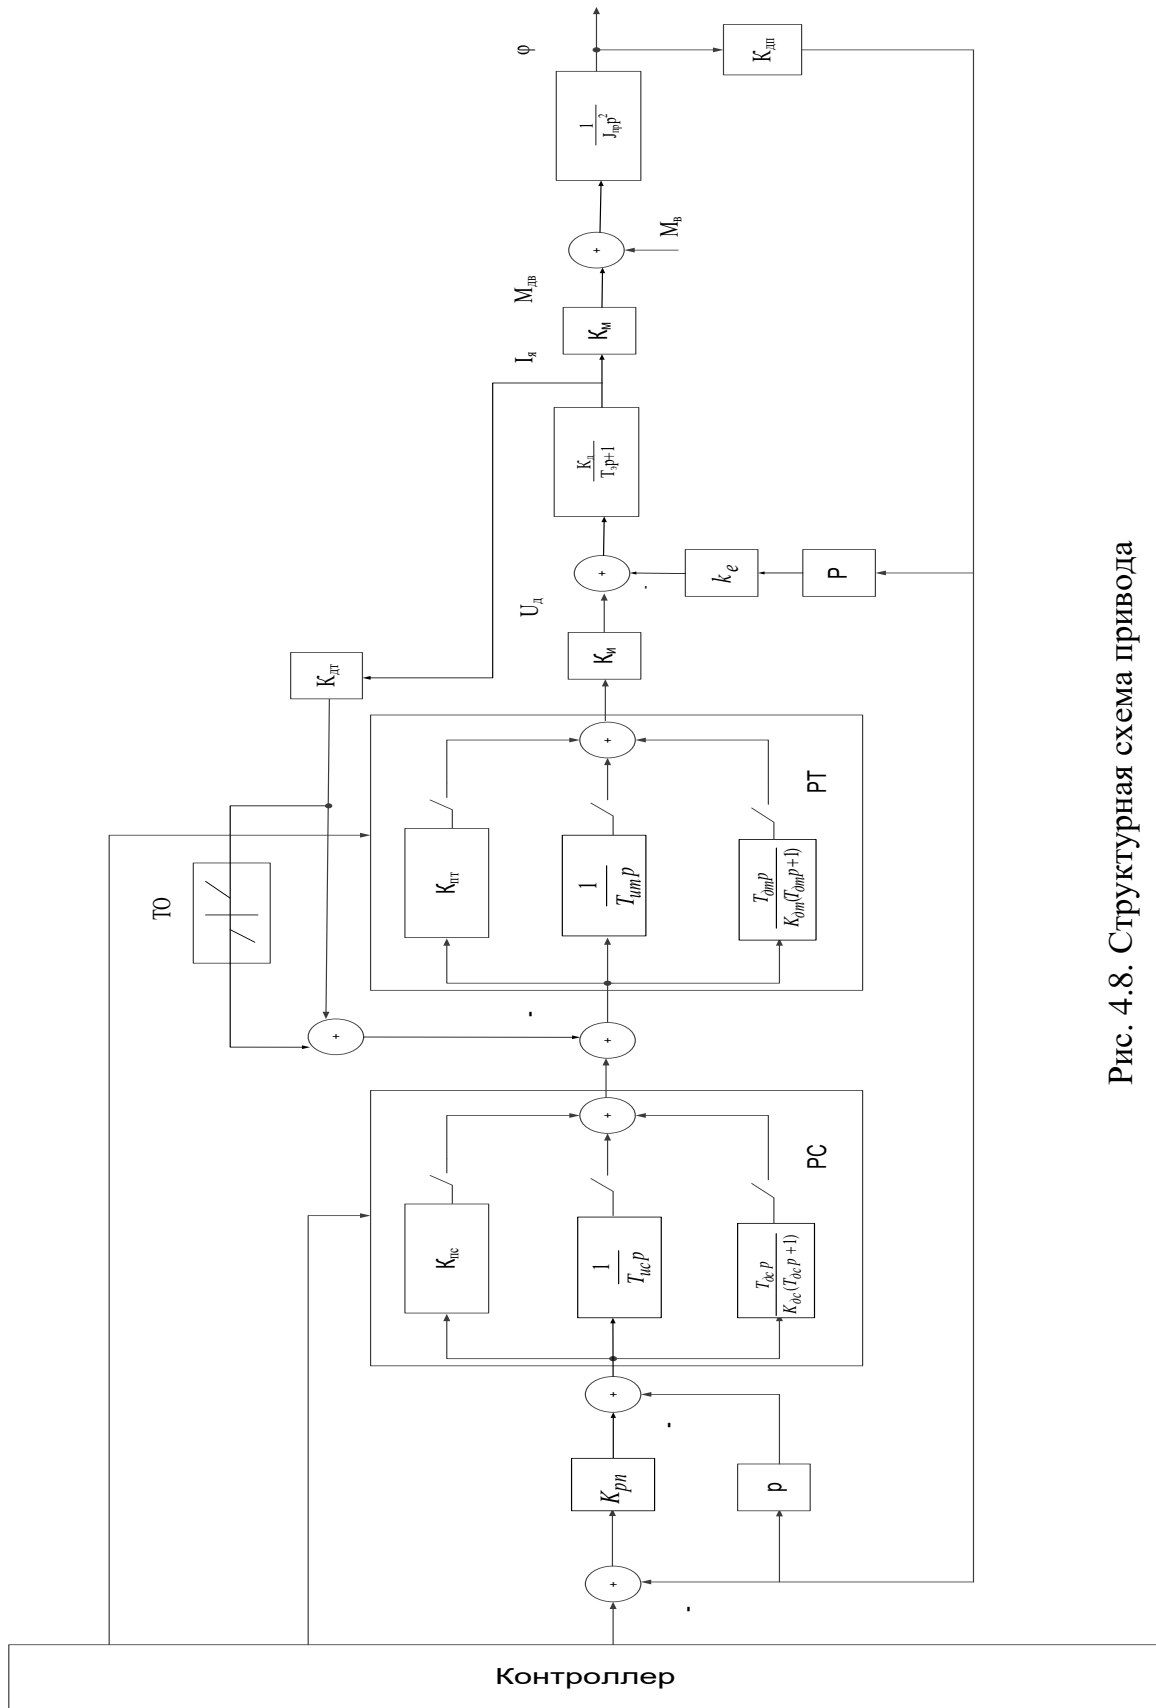 φ
К_дп
1
J_пр p²
М_в
М_дв
К_м
I_я
К_д
Т_э p+1
k_e
P
U_д
К_и
К_дт
ТО
К_пт
1
T_ит p
T_дт p
K_дт (T_дт p+1)
РТ
К_пс
1
T_ис p
T_дс p
K_дс (T_дс p+1)
РС
K_рп
p
Контроллер
Рис. 4.8. Структурная схема привода